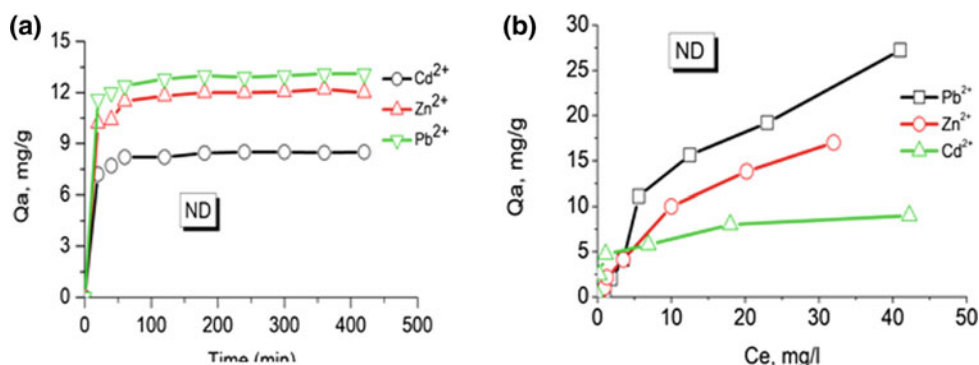 (a)
15
12
9
6
3
0
Qa, mg/g
0 100 200 300 400 500
Time (min)
Cd2+
Zn2+
Pb2+
ND
(b)
30
25
20
15
10
5
0
Qa, mg/g
0 10 20 30 40 50
Ce, mg/l
ND
Pb2+
Zn2+
Cd2+